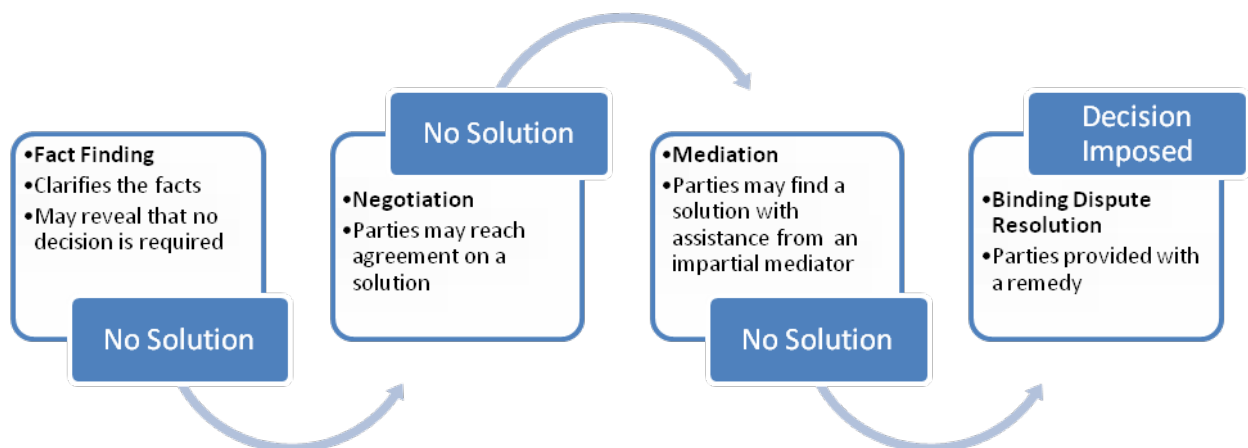 •Fact Finding
•Clarifies the facts
•May reveal that no
decision is required
No Solution
No Solution
•Negotiation
•Parties may reach
agreement on a
solution
•Mediation
•Parties may find a
solution with
assistance from an
impartial mediator
No Solution
Decision
Imposed
•Binding Dispute
Resolution
•Parties provided with
a remedy